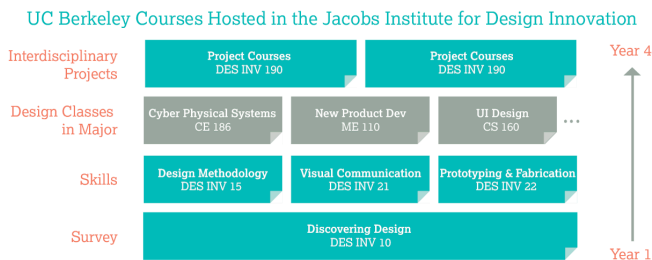 UC Berkeley Courses Hosted in the Jacobs Institute for Design Innovation
Interdisciplinary
Projects
Project Courses
DES INV 190
Project Courses
DES INV 190
Year 4
Design Classes
in Major
Cyber Physical Systems
CE 186
New Product Dev
ME 110
UI Design
CS 160
...
Skills
Design Methodology
DES INV 15
Visual Communication
DES INV 21
Prototyping & Fabrication
DES INV 22
Survey
Discovering Design
DES INV 10
Year 1